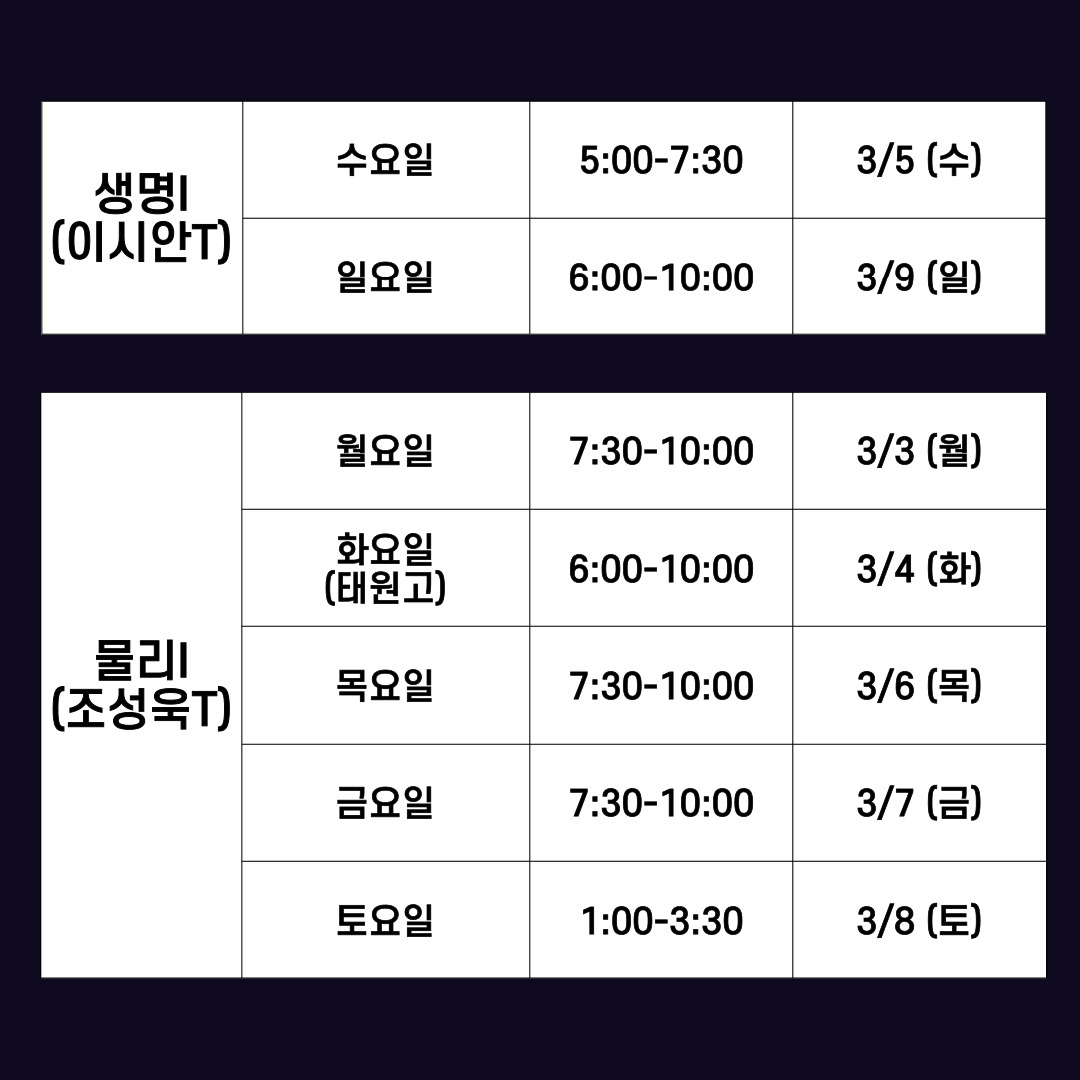 생명I
(이시안T)
수요일 5:00-7:30 3/5 (수)
일요일 6:00-10:00 3/9 (일)
물리I
(조성욱T)
월요일 7:30-10:00 3/3 (월)
화요일
(태원고) 6:00-10:00 3/4 (화)
목요일 7:30-10:00 3/6 (목)
금요일 7:30-10:00 3/7 (금)
토요일 1:00-3:30 3/8 (토)